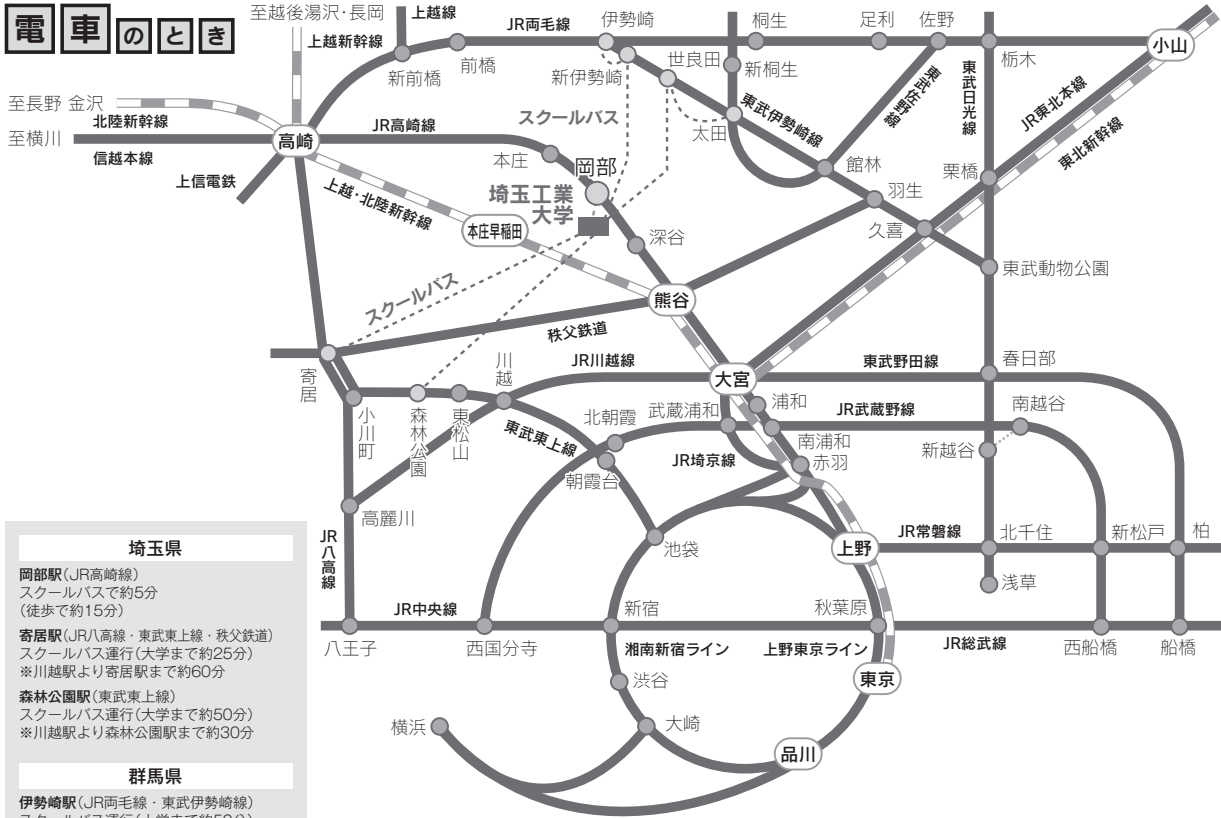 電車のとき
至越後湯沢・長岡
上越線
上越新幹線
JR両毛線
伊勢崎
桐生
足利
佐野
小山
新前橋
前橋
新伊勢崎
世良田
新桐生
東武佐野線
東武日光線
栃木
至長野 金沢
北陸新幹線
高崎
JR高崎線
スクールバス
太田
東武伊勢崎線
JR東北本線
東北新幹線
至横川
信越本線
本庄
岡部
館林
栗橋
上信電鉄
上越・北陸新幹線
埼玉工業
大学
羽生
本庄早稲田
深谷
久喜
東武動物公園
スクールバス
熊谷
秩父鉄道
寄居
川越
JR川越線
大宮
東武野田線
春日部
小川町
森林公園
東松山
東武東上線
北朝霞
武蔵浦和
浦和
JR武蔵野線
南越谷
朝霞台
JR埼京線
南浦和
赤羽
新越谷
高麗川
JR八高線
池袋
上野
JR常磐線
北千住
新松戸
柏
浅草
JR中央線
新宿
秋葉原
八王子
西国分寺
湘南新宿ライン
上野東京ライン
JR総武線
西船橋
船橋
渋谷
東京
横浜
大崎
品川
埼玉県
岡部駅(JR高崎線)
スクールバスで約5分
(徒歩で約15分)
寄居駅(JR八高線・東武東上線・秩父鉄道)
スクールバス運行(大学まで約25分)
※川越駅より寄居駅まで約60分
森林公園駅(東武東上線)
スクールバス運行(大学まで約50分)
※川越駅より森林公園駅まで約30分
群馬県
伊勢崎駅(JR両毛線・東武伊勢崎線)